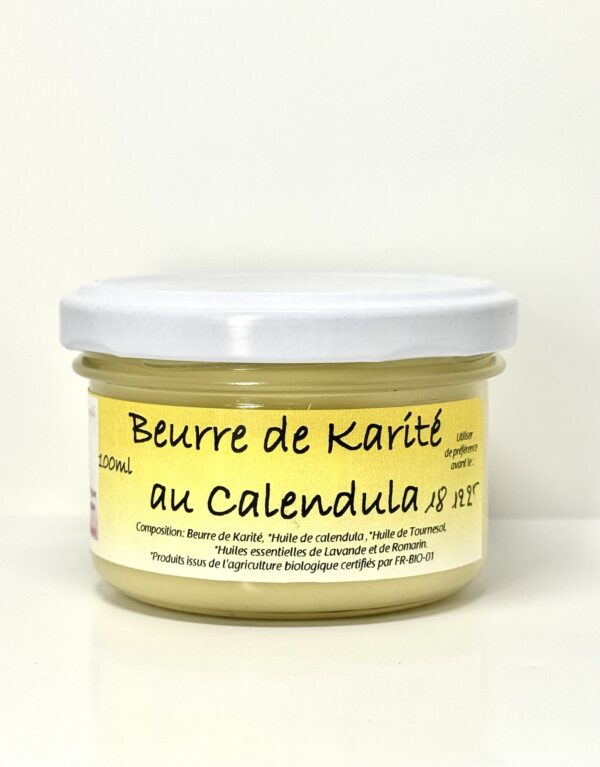 Beurre de Karité
100ml
au Calendula
Utiliser
de préférence
avant le :
18 12 25
Composition: Beurre de Karité, *Huile de calendula ,*Huile de Tournesol,
*Huiles essentielles de Lavande et de Romarin.
*Produits issus de l'agriculture biologique certifiés par FR-BIO-01